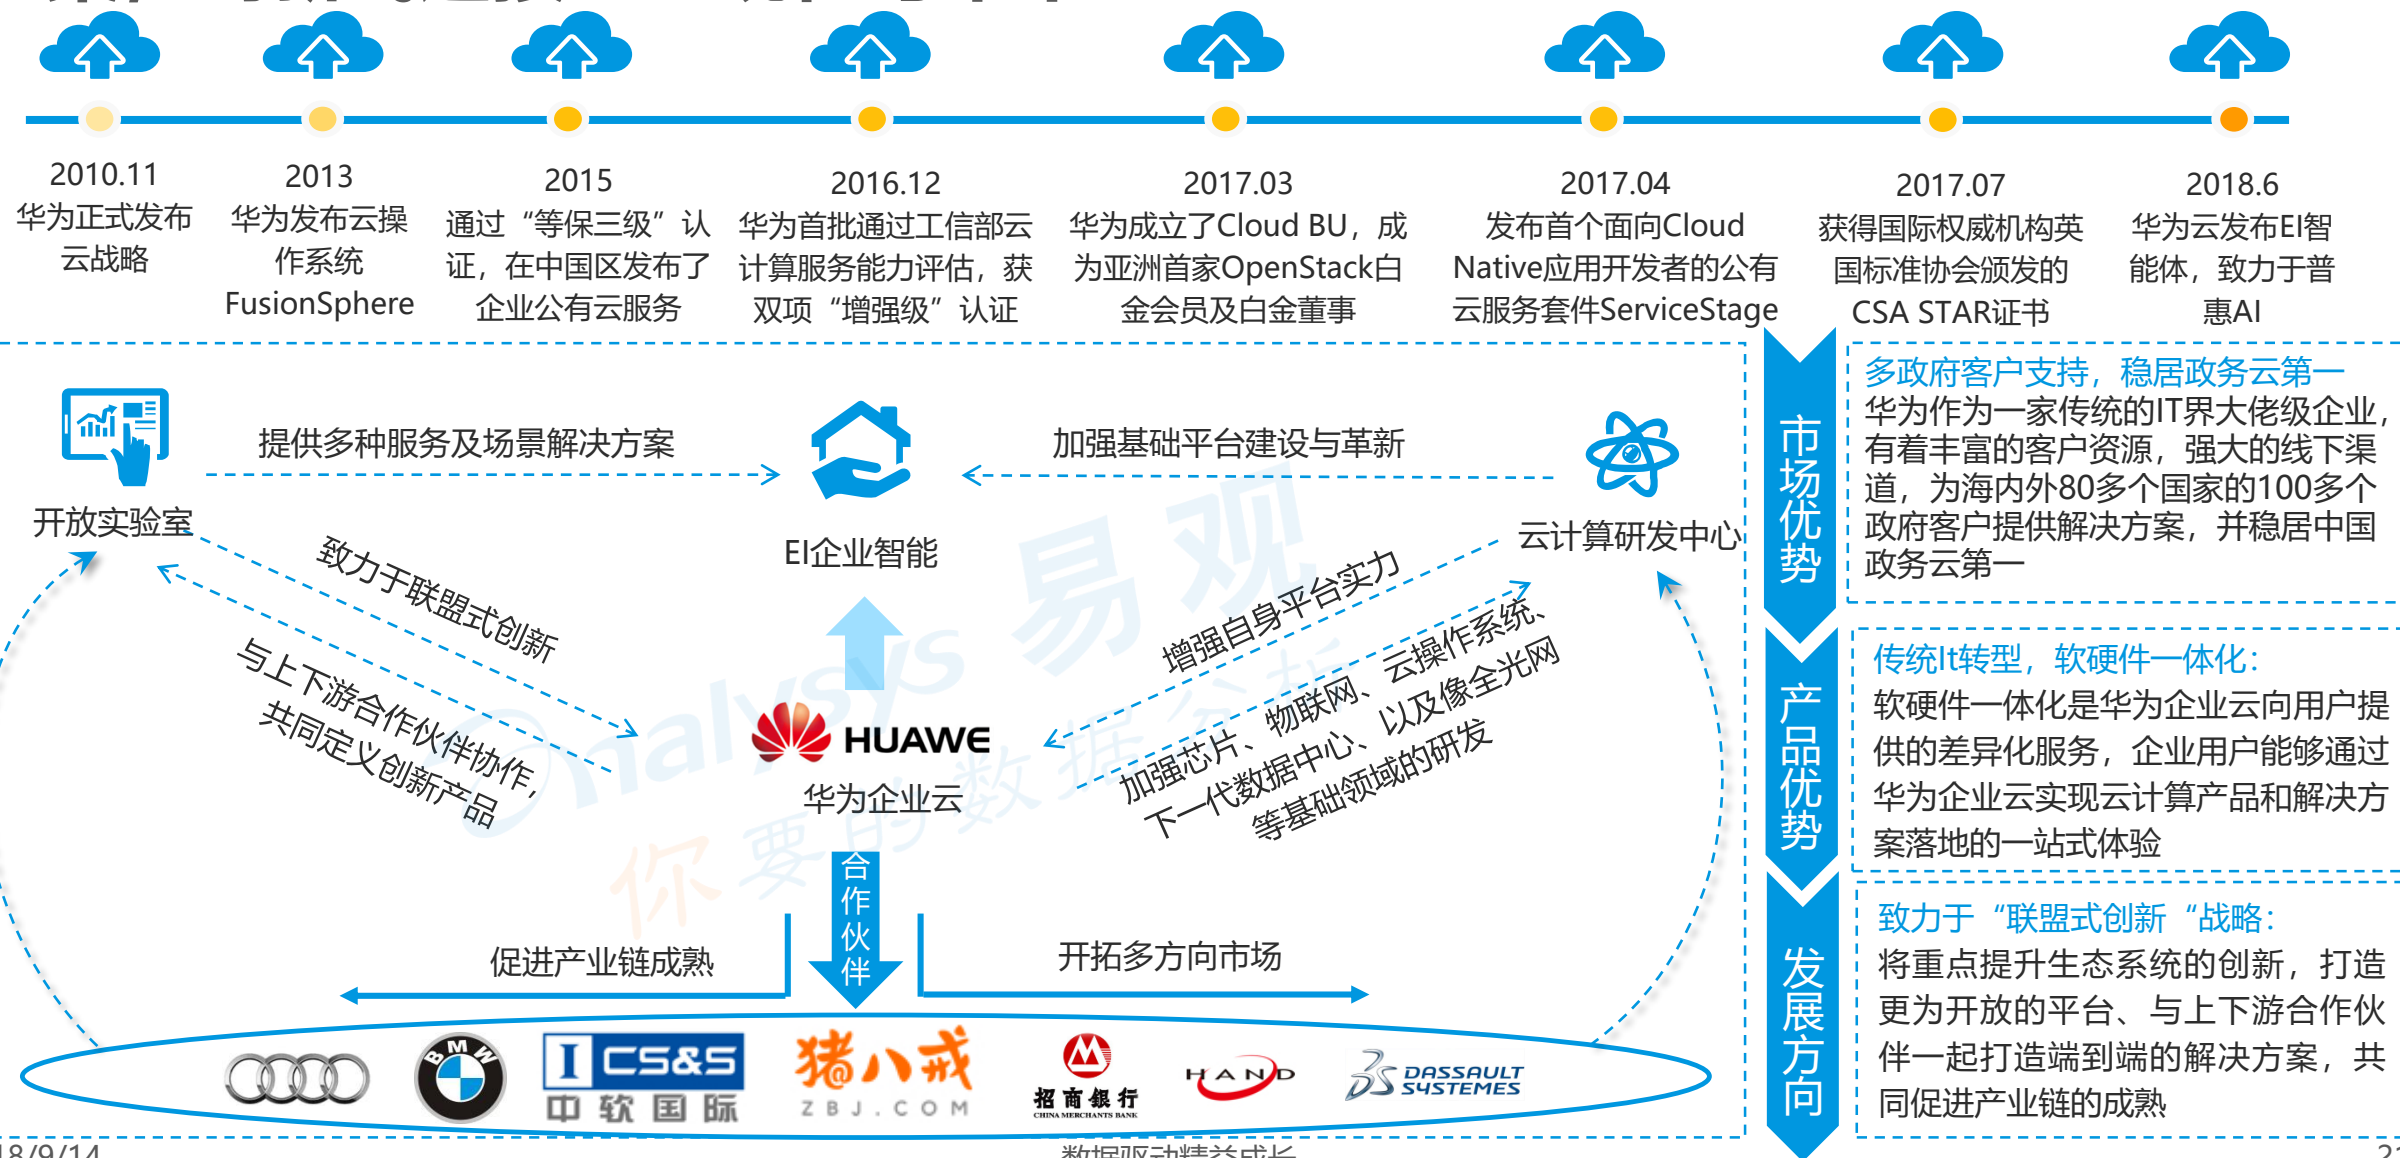 2010.11
华为正式发布
云战略
2013
华为发布云操
作系统
FusionSphere
2015
通过“等保三级”认
证，在中国区发布了
企业公有云服务
2016.12
华为首批通过工信部云
计算服务能力评估，获
双项“增强级”认证
2017.03
华为成立了Cloud BU，成
为亚洲首家OpenStack白
金会员及白金董事
2017.04
发布首个面向Cloud
Native应用开发者的公有
云服务套件ServiceStage
2017.07
获得国际权威机构英
国标准协会颁发的
CSA STAR证书
2018.6
华为云发布EI智
能体，致力于普
惠AI
提供多种服务及场景解决方案
加强基础平台建设与革新
开放实验室
EI企业智能
云计算研发中心
致力于联盟式创新
与上下游合作伙伴协作，
共同定义创新产品
增强自身平台实力
加强芯片、物联网、云操作系统、
下一代数据中心、以及像全光网
等基础领域的研发
HUAWE
华为企业云
合作伙伴
促进产业链成熟
开拓多方向市场
BMW
I CS&S
中软国际
猪八戒
ZBJ.COM
招商银行
CHINA MERCHANTS BANK
HAND
DASSAULT
SYSTEMES
市场优势
多政府客户支持，稳居政务云第一
华为作为一家传统的IT界大佬级企业，
有着丰富的客户资源，强大的线下渠
道，为海内外80多个国家的100多个
政府客户提供解决方案，并稳居中国
政务云第一
产品优势
传统It转型，软硬件一体化：
软硬件一体化是华为企业云向用户提
供的差异化服务，企业用户能够通过
华为企业云实现云计算产品和解决方
案落地的一站式体验
发展方向
致力于“联盟式创新“战略：
将重点提升生态系统的创新，打造
更为开放的平台、与上下游合作伙
伴一起打造端到端的解决方案，共
同促进产业链的成熟
analysys 易观
你要的数据分析
18/9/14
数据驱动精益成长